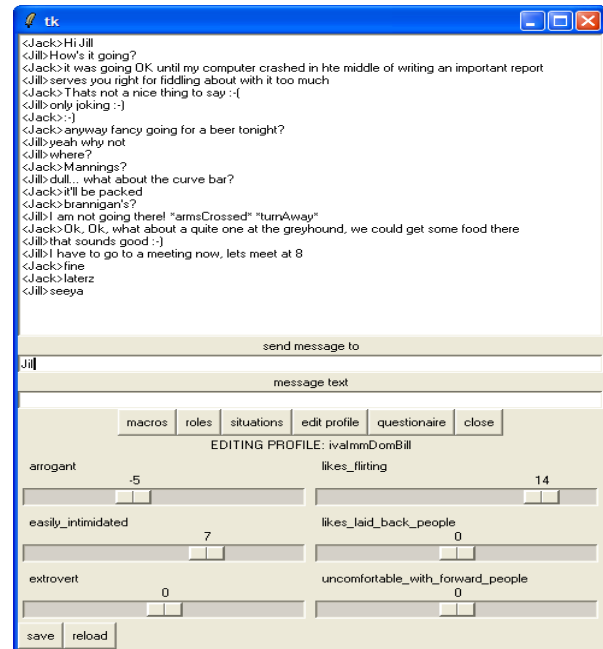 tk
<Jack>Hi Jill
<Jill>How's it going?
<Jack>it was going OK until my computer crashed in hte middle of writing an important report
<Jill>serves you right for fiddling about with it too much
<Jack>Thats not a nice thing to say :-(
<Jill>only joking :-)
<Jack>:-)
<Jack>anyway fancy going for a beer tonight?
<Jill>yeah why not
<Jill>where?
<Jack>Mannings?
<Jill>dull... what about the curve bar?
<Jack>it'll be packed
<Jack>brannigan's?
<Jill>I am not going there! *armsCrossed* *turnAway*
<Jack>Ok, Ok, what about a quite one at the greyhound, we could get some food there
<Jill>that sounds good :-)
<Jill>I have to go to a meeting now, lets meet at 8
<Jack>fine
<Jack>laterz
<Jill>seeya
send message to
Jill
message text
macros roles situations edit profile questionaire close
EDITING PROFILE: ivalmmDomBill
arrogant likes_flirting
-5 14
easily_intimidated likes_laid_back_people
7 0
extrovert uncomfortable_with_forward_people
0 0
save reload